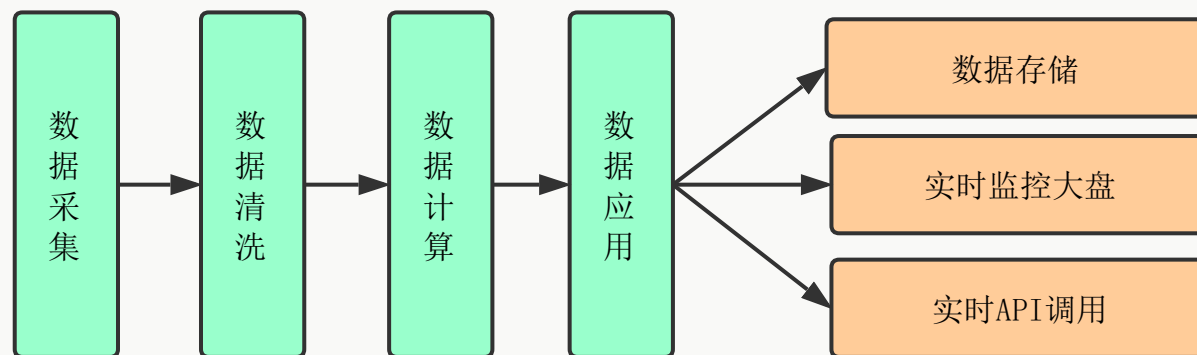 数据采集
数据清洗
数据计算
数据应用
数据存储
实时监控大盘
实时API调用